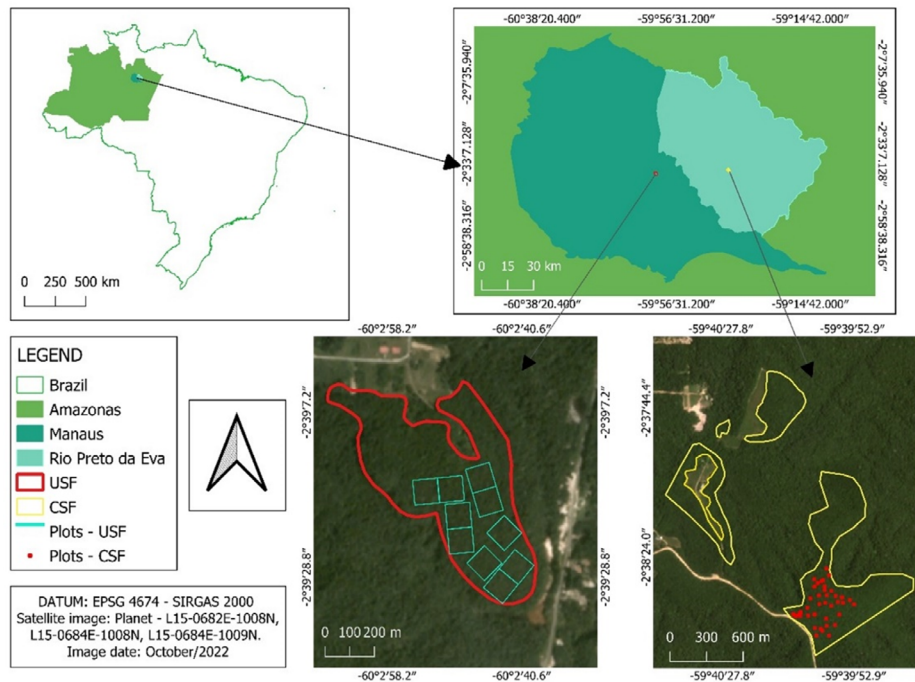 0 250 500 km
-60°38'20.400" -59°56'31.200" -59°14'42.000"
-2°7'35.940" -2°7'35.940"
-2°33'7.128" -2°33'7.128"
-2°58'38.316" -2°58'38.316"
0 15 30 km
-60°38'20.400" -59°56'31.200" -59°14'42.000"
LEGEND
Brazil
Amazonas
Manaus
Rio Preto da Eva
USF
CSF
Plots - USF
Plots - CSF
DATUM: EPSG 4674 - SIRGAS 2000
Satellite image: Planet - L15-0682E-1008N,
L15-0684E-1008N, L15-0684E-1009N.
Image date: October/2022
-60°2'58.2" -60°2'40.6"
-2°39'7.2" -2°39'7.2"
-2°39'28.8" -2°39'28.8"
0 100 200 m
-60°2'58.2" -60°2'40.6"
-59°40'27.8" -59°39'52.9"
-2°37'44.4" -2°37'44.4"
-2°38'24.0" -2°38'24.0"
0 300 600 m
-59°40'27.8" -59°39'52.9"